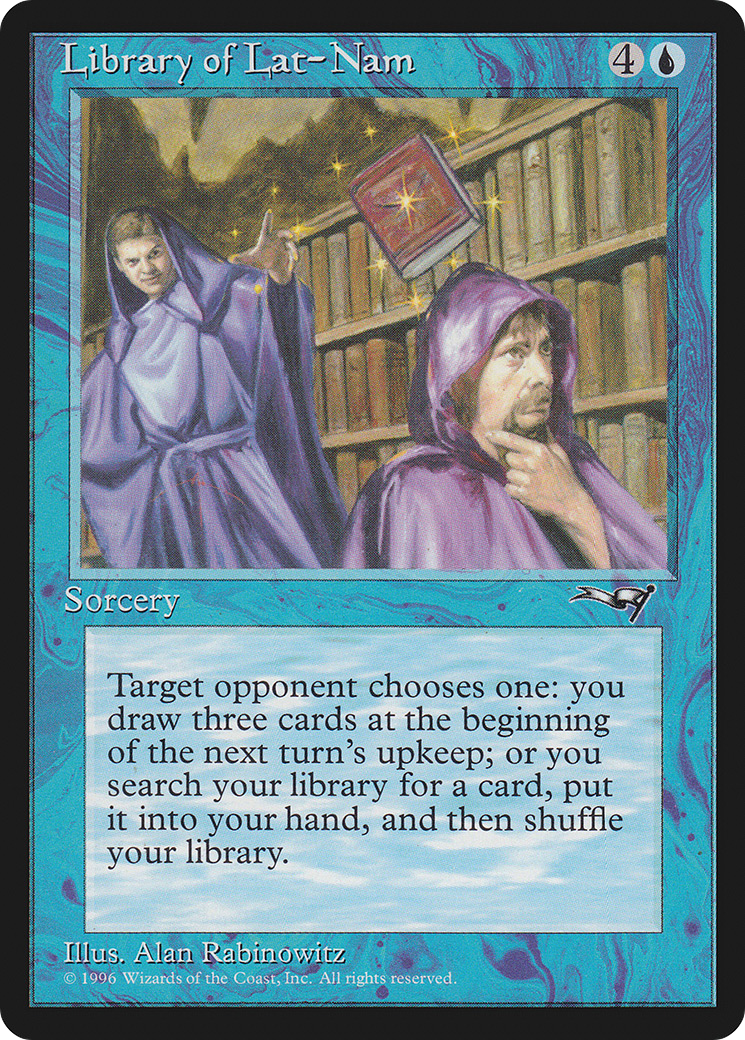 Library of Lat-Nam 4
Sorcery
Target opponent chooses one: you
draw three cards at the beginning
of the next turn's upkeep; or you
search your library for a card, put
it into your hand, and then shuffle
your library.
Illus. Alan Rabinowitz
© 1996 Wizards of the Coast, Inc. All rights reserved.